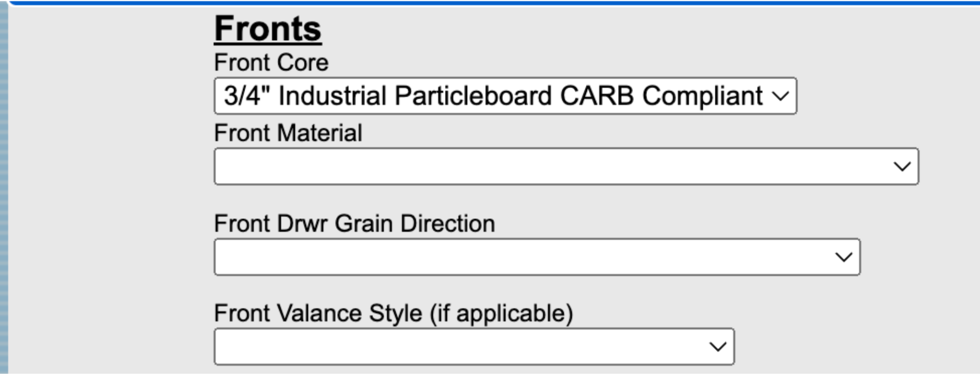 Fronts
Front Core
3/4" Industrial Particleboard CARB Compliant
Front Material
Front Drwr Grain Direction
Front Valance Style (if applicable)